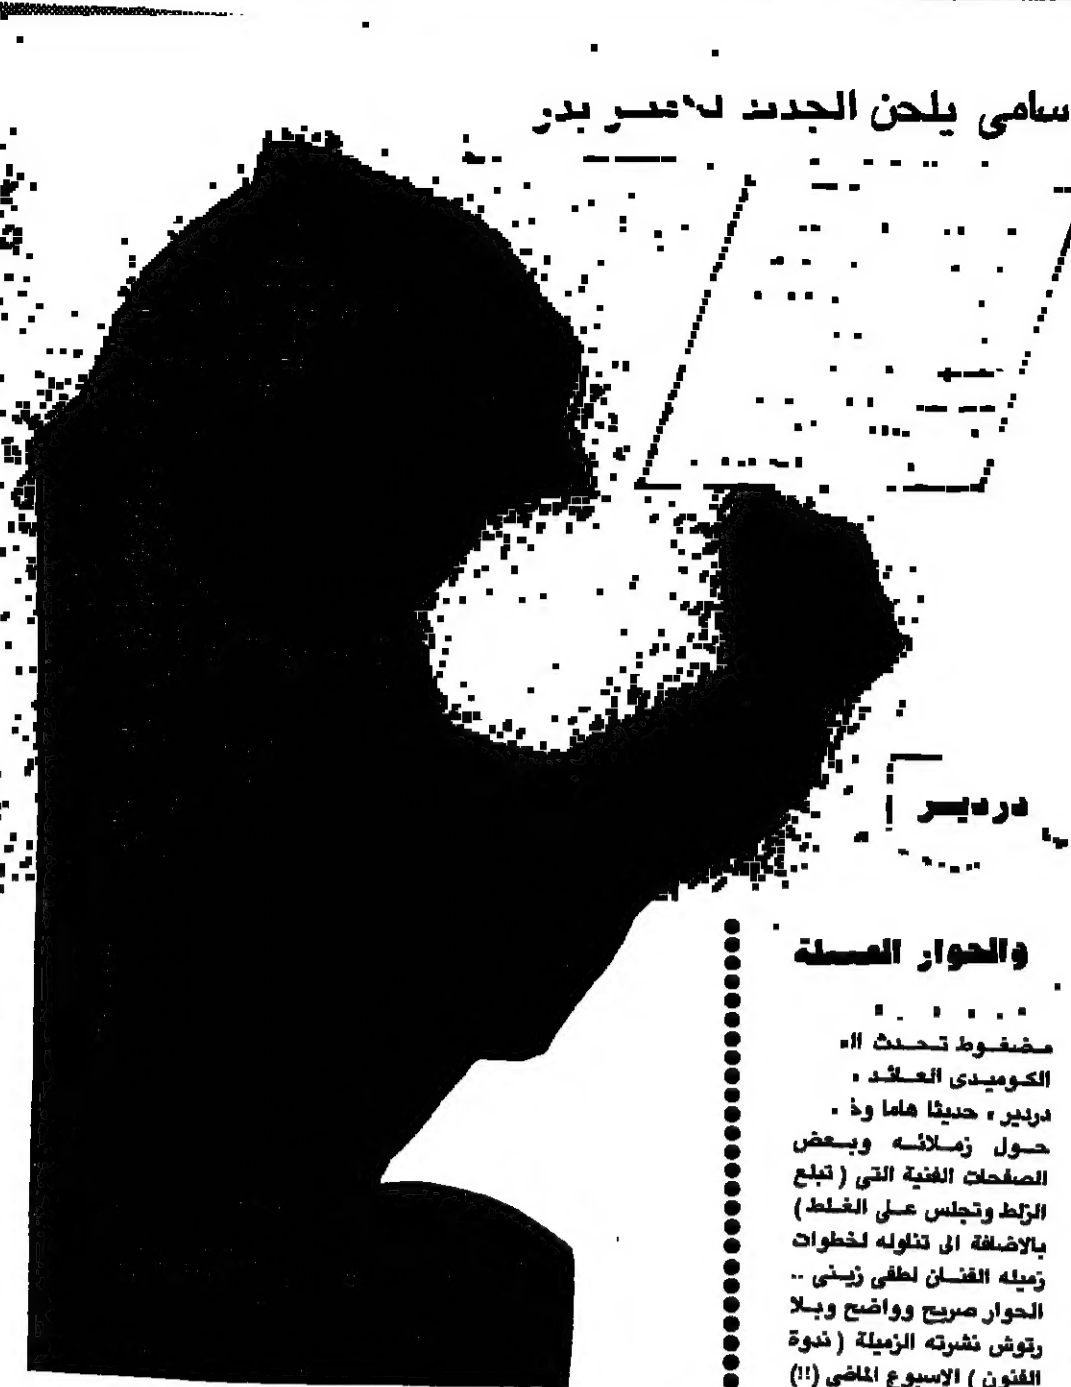 سامى يلحن الجديد بدر
دردير
والحوار
مضغوط تحدث
الكوميدى العائد
دردير، حديثا هاما
حول زملائه وبعض
الصفحات الفنية التى ( تبلع
الزلط وتجلس على الغلط )
بالاضافة الى تناوله لخطوات
زميله الفنان لطفى زينى ..
الحوار صريح وواضح وبلا
رتوش نشرته الزميلة ( ندوة
الفنون ) الاسبوع الماضى (!!)